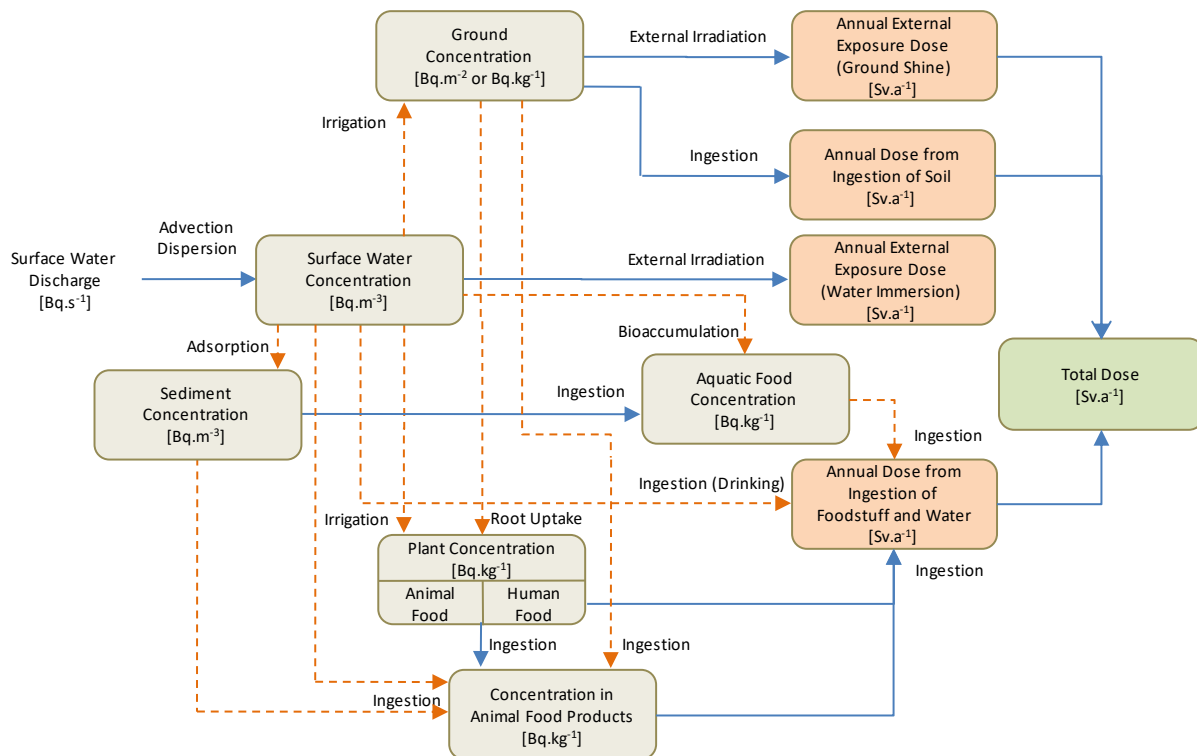 Ground
Concentration
[Bq.m⁻² or Bq.kg⁻¹]
External Irradiation
Annual External
Exposure Dose
(Ground Shine)
[Sv.a⁻¹]
Irrigation
Ingestion
Annual Dose from
Ingestion of Soil
[Sv.a⁻¹]
Surface Water
Discharge
[Bq.s⁻¹]
Advection
Dispersion
Surface Water
Concentration
[Bq.m⁻³]
External Irradiation
Annual External
Exposure Dose
(Water Immersion)
[Sv.a⁻¹]
Adsorption
Bioaccumulation
Sediment
Concentration
[Bq.m⁻³]
Ingestion
Aquatic Food
Concentration
[Bq.kg⁻¹]
Total Dose
[Sv.a⁻¹]
Ingestion
Ingestion (Drinking)
Annual Dose from
Ingestion of
Foodstuff and Water
[Sv.a⁻¹]
Irrigation
Root Uptake
Plant Concentration
[Bq.kg⁻¹]
Animal
Food
Human
Food
Ingestion
Ingestion
Ingestion
Ingestion
Concentration in
Animal Food Products
[Bq.kg⁻¹]